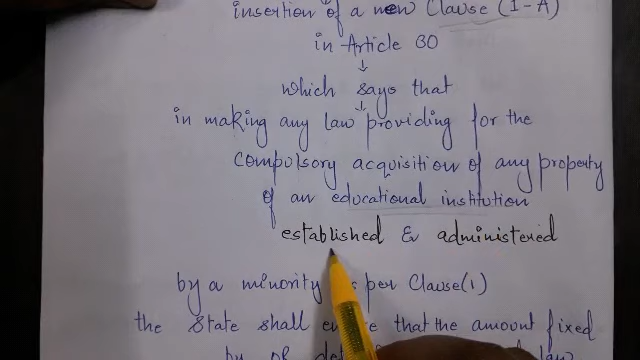 insertion of a new Clause (1-A)
in Article 30
which says that
in making any law providing for the
compulsory acquisition of any property
of an educational institution
established & administered
by a minority per Clause(1)
the State shall that the amount fixed
by or